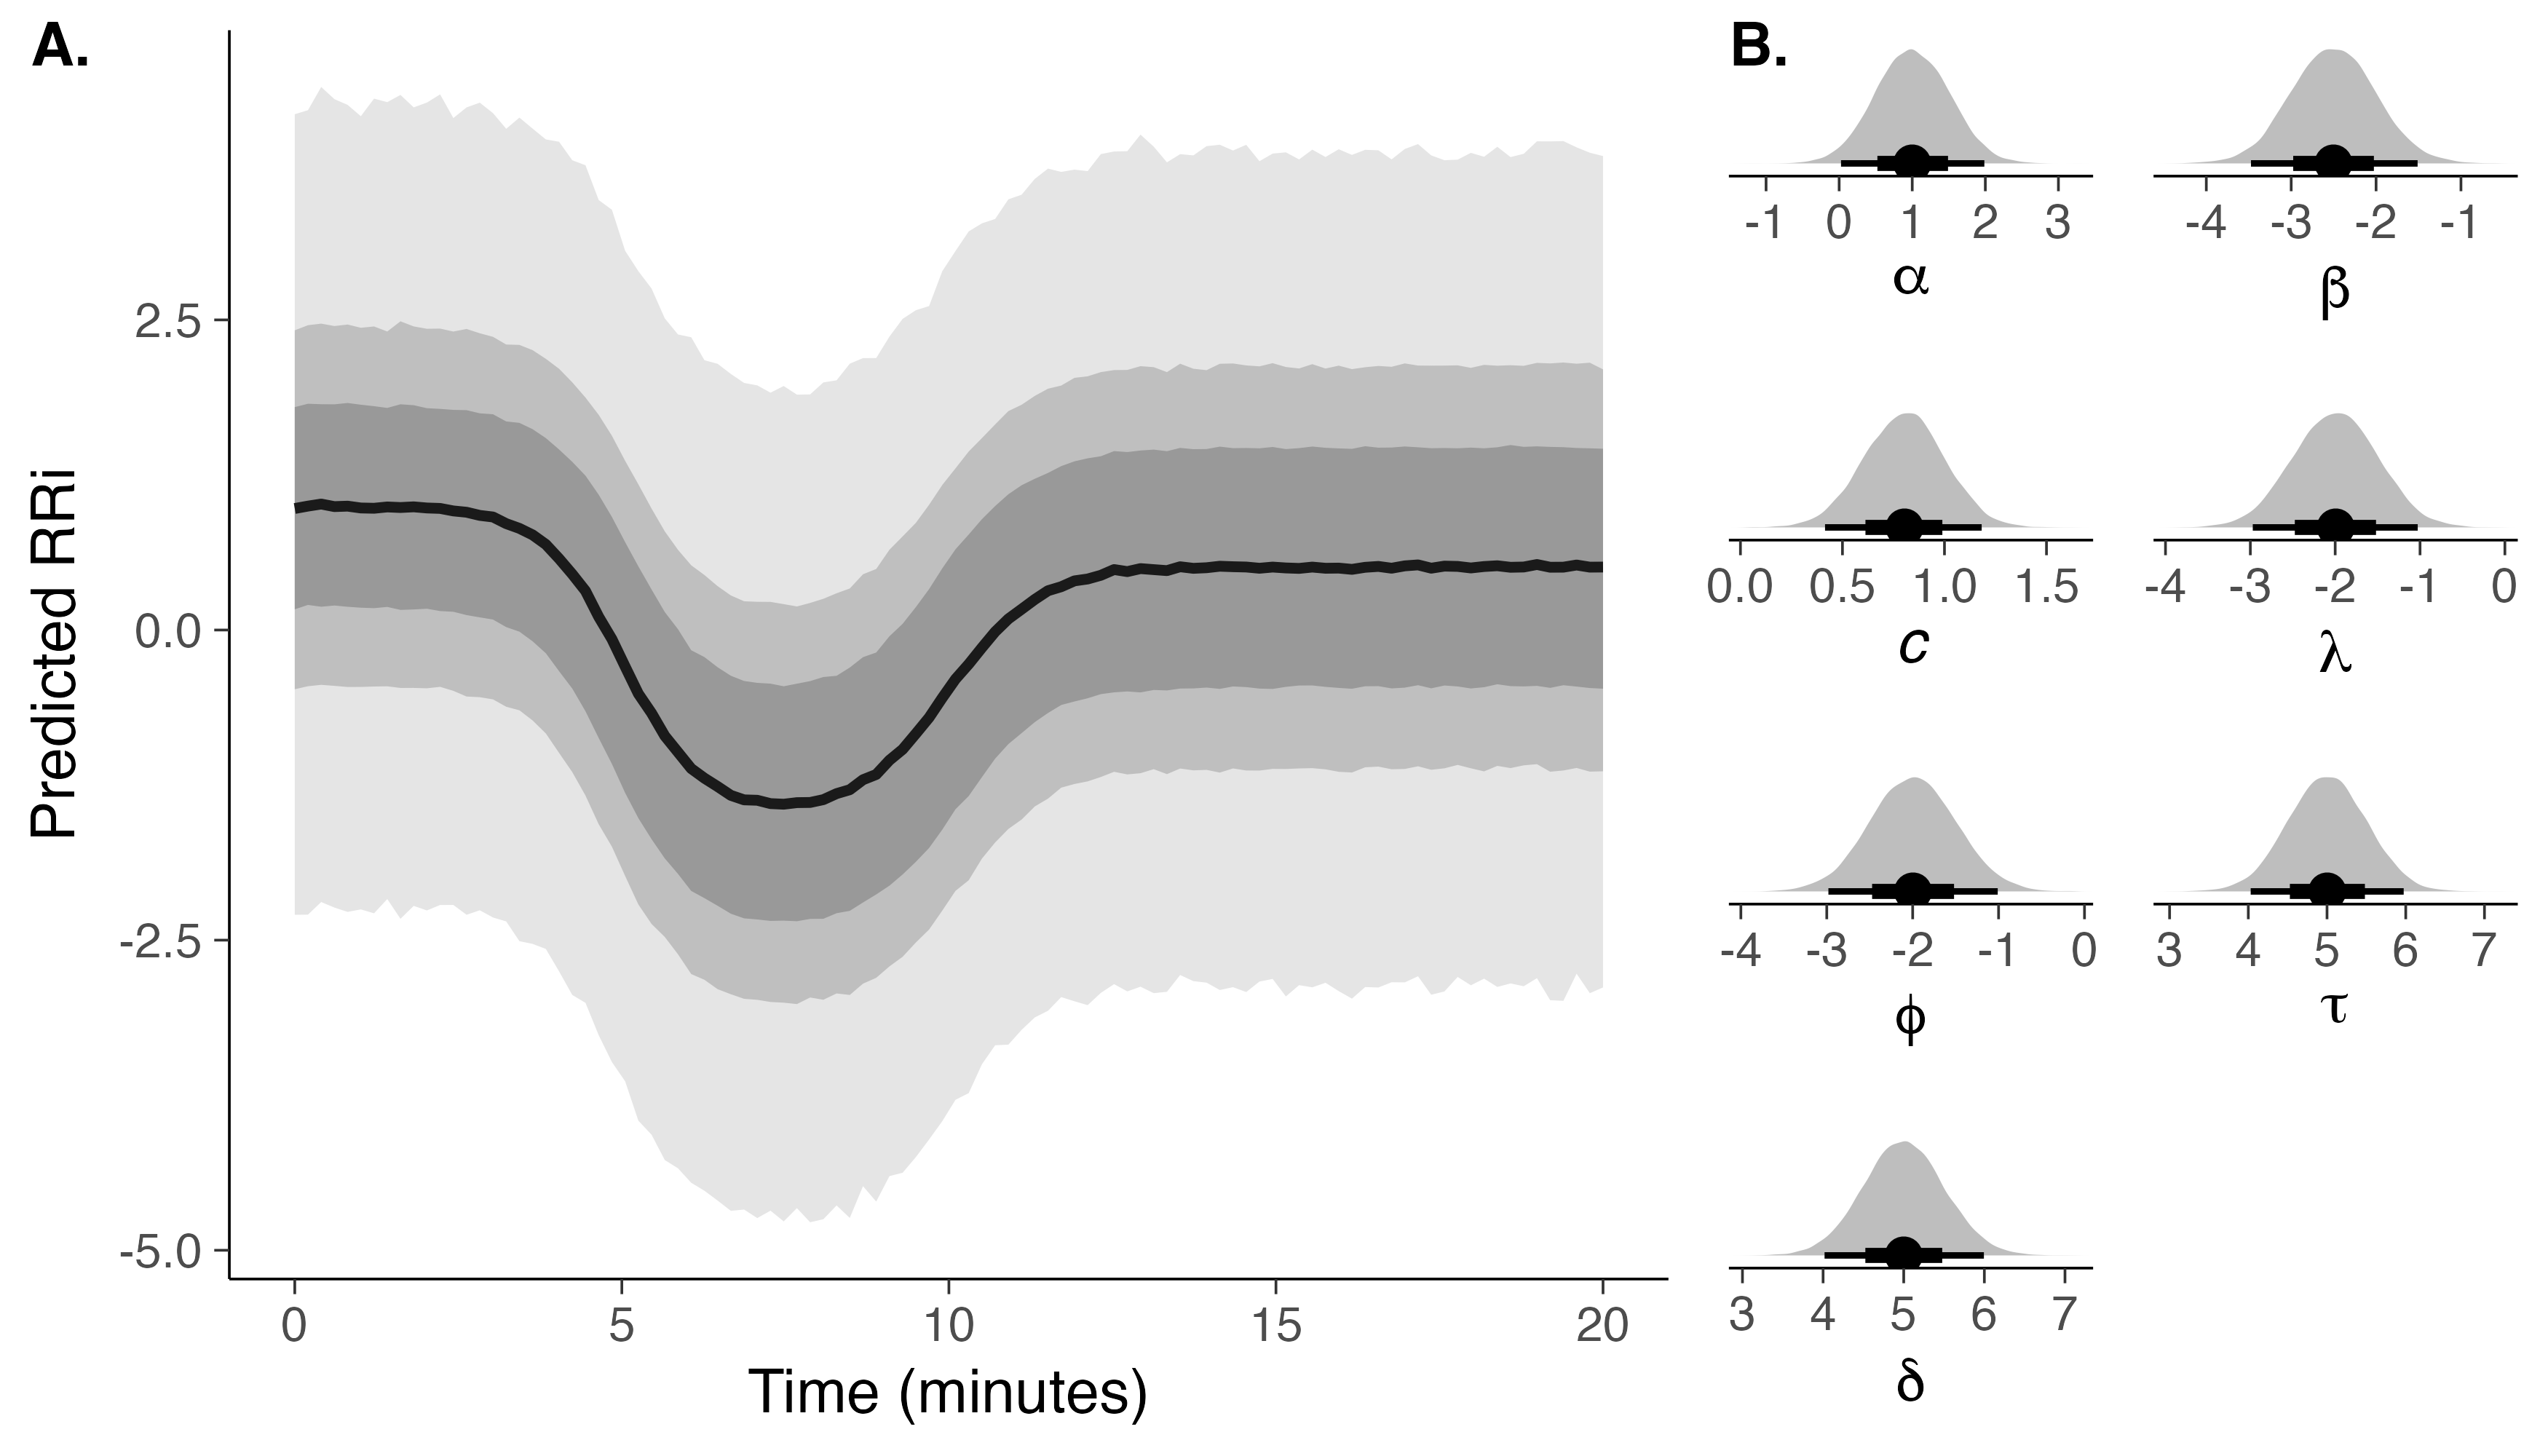 A.
Predicted RRi
2.5
0.0
-2.5
-5.0
0 5 10 15 20
Time (minutes)
B.
-1 0 1 2 3
α
-4 -3 -2 -1
β
0.0 0.5 1.0 1.5
c
-4 -3 -2 -1 0
λ
-4 -3 -2 -1 0
ϕ
3 4 5 6 7
τ
3 4 5 6 7
δ